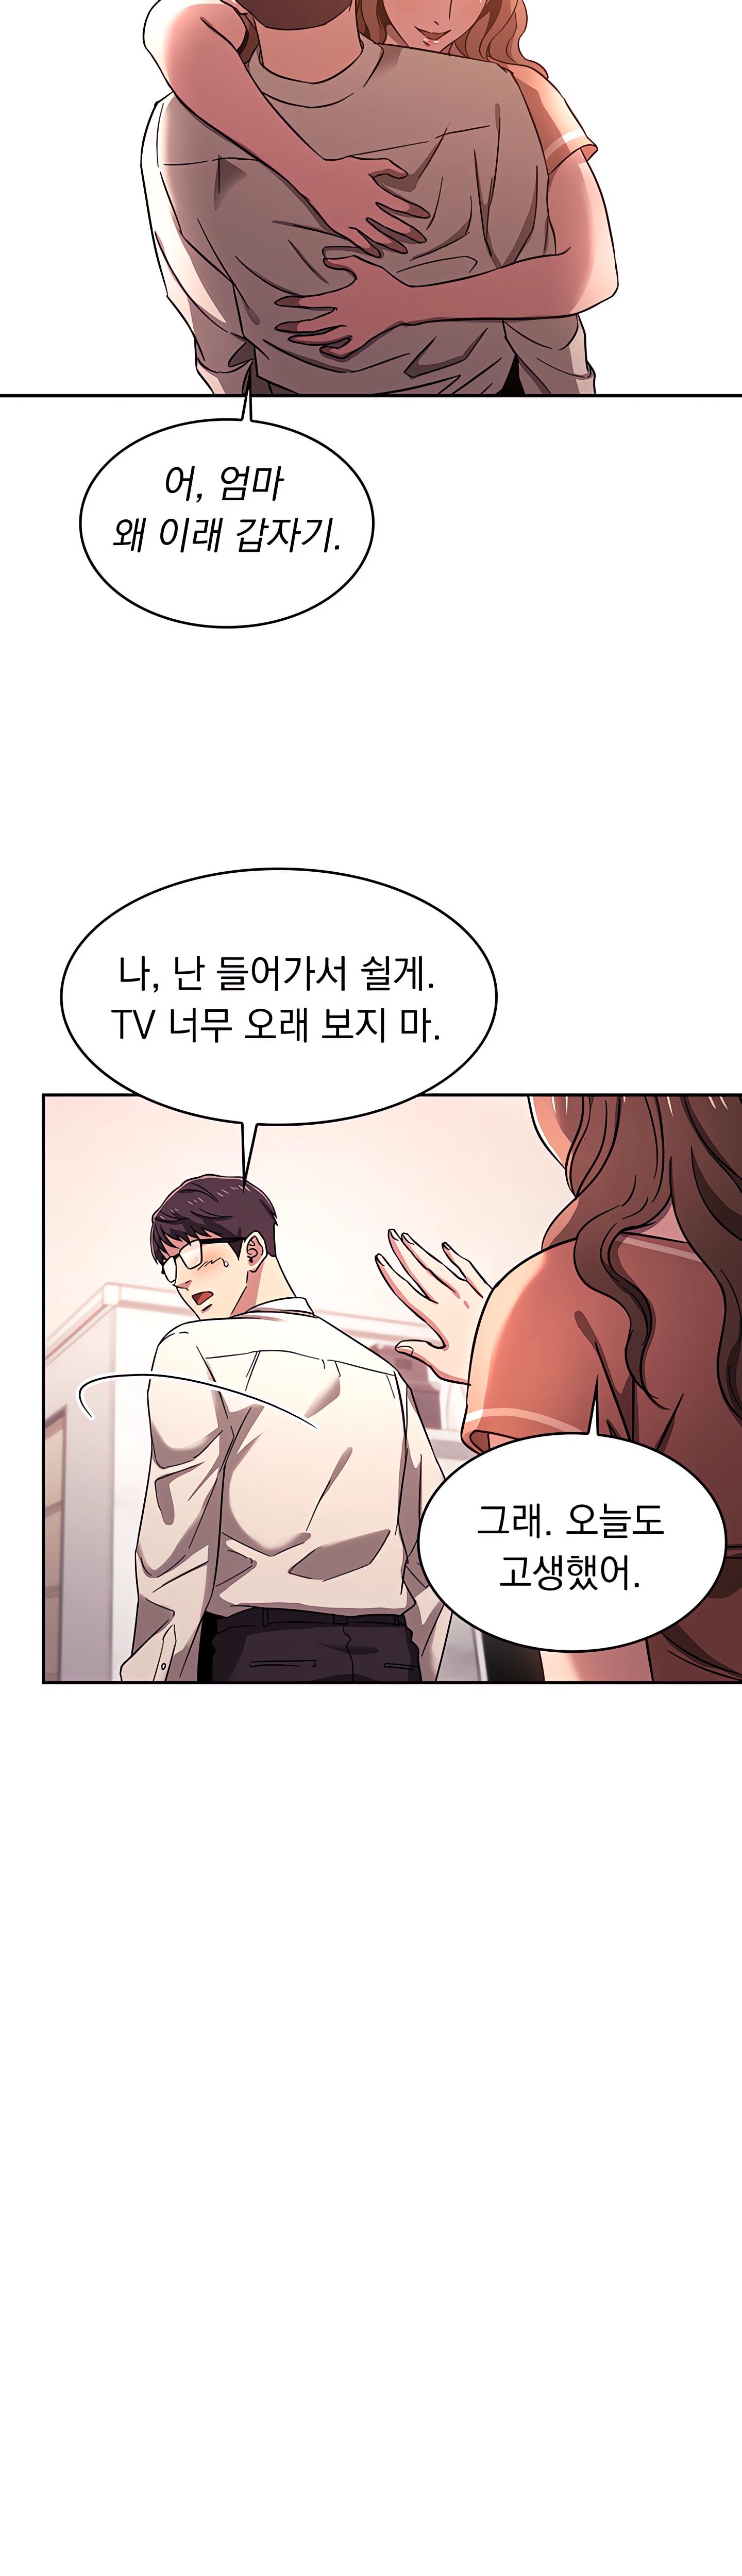 어, 엄마
왜 이래 갑자기.
나, 난 들어가서 쉴게.
TV 너무 오래 보지 마.
그래. 오늘도
고생했어.